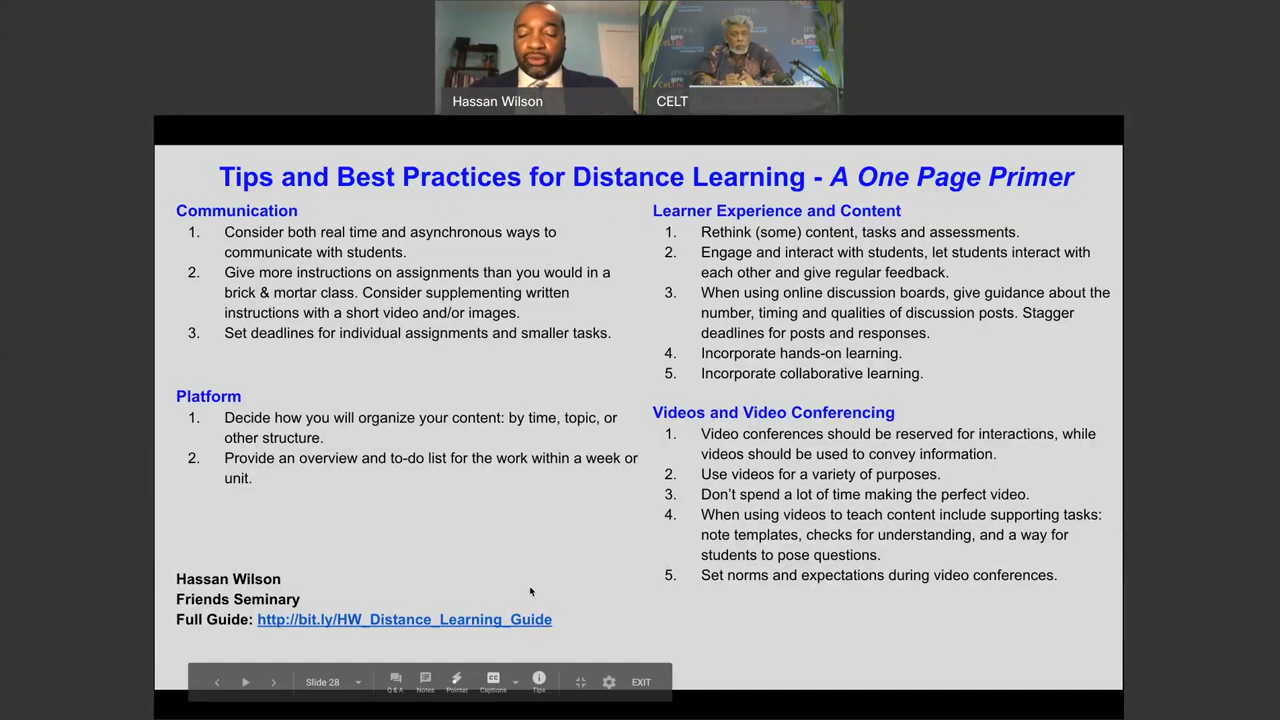 Hassan Wilson
CELT
Tips and Best Practices for Distance Learning - A One Page Primer
Communication
1. Consider both real time and asynchronous ways to
communicate with students.
2. Give more instructions on assignments than you would in a
brick & mortar class. Consider supplementing written
instructions with a short video and/or images.
3. Set deadlines for individual assignments and smaller tasks.
Platform
1. Decide how you will organize your content: by time, topic, or
other structure.
2. Provide an overview and to-do list for the work within a week or
unit.
Hassan Wilson
Friends Seminary
Full Guide: http://bit.ly/HW_Distance_Learning_Guide
Learner Experience and Content
1. Rethink (some) content, tasks and assessments.
2. Engage and interact with students, let students interact with
each other and give regular feedback.
3. When using online discussion boards, give guidance about the
number, timing and qualities of discussion posts. Stagger
deadlines for posts and responses.
4. Incorporate hands-on learning.
5. Incorporate collaborative learning.
Videos and Video Conferencing
1. Video conferences should be reserved for interactions, while
videos should be used to convey information.
2. Use videos for a variety of purposes.
3. Don't spend a lot of time making the perfect video.
4. When using videos to teach content include supporting tasks:
note templates, checks for understanding, and a way for
students to pose questions.
5. Set norms and expectations during video conferences.
Slide 28
Q & A
Notes
Pointer
CC
Captions
Tips
EXIT